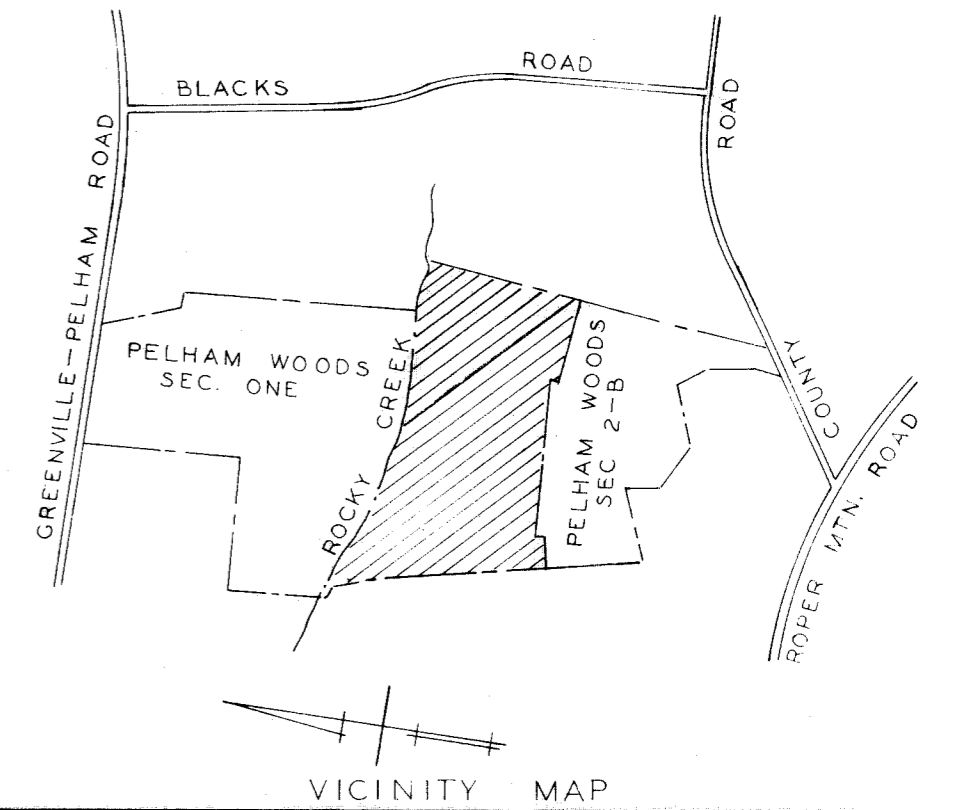 BLACKS ROAD
GREENVILLE-PELHAM ROAD
COUNTY ROAD
PELHAM WOODS
SEC. ONE
ROCKY CREEK
PELHAM WOODS
SEC 2-B
ROPER MTN. ROAD
VICINITY MAP